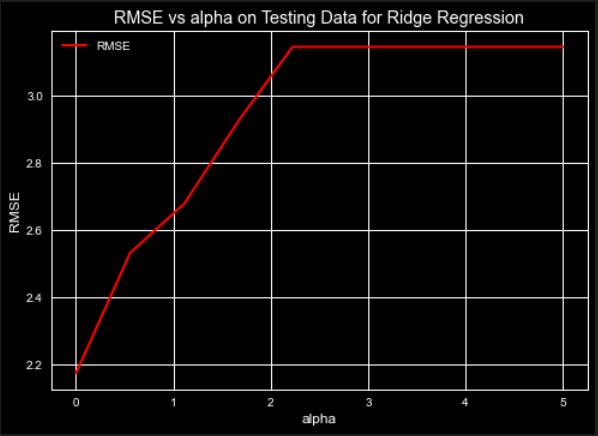 RMSE vs alpha on Testing Data for Ridge Regression
RMSE
3.0
2.8
2.6
2.4
2.2
RMSE
0 1 2 3 4 5
alpha